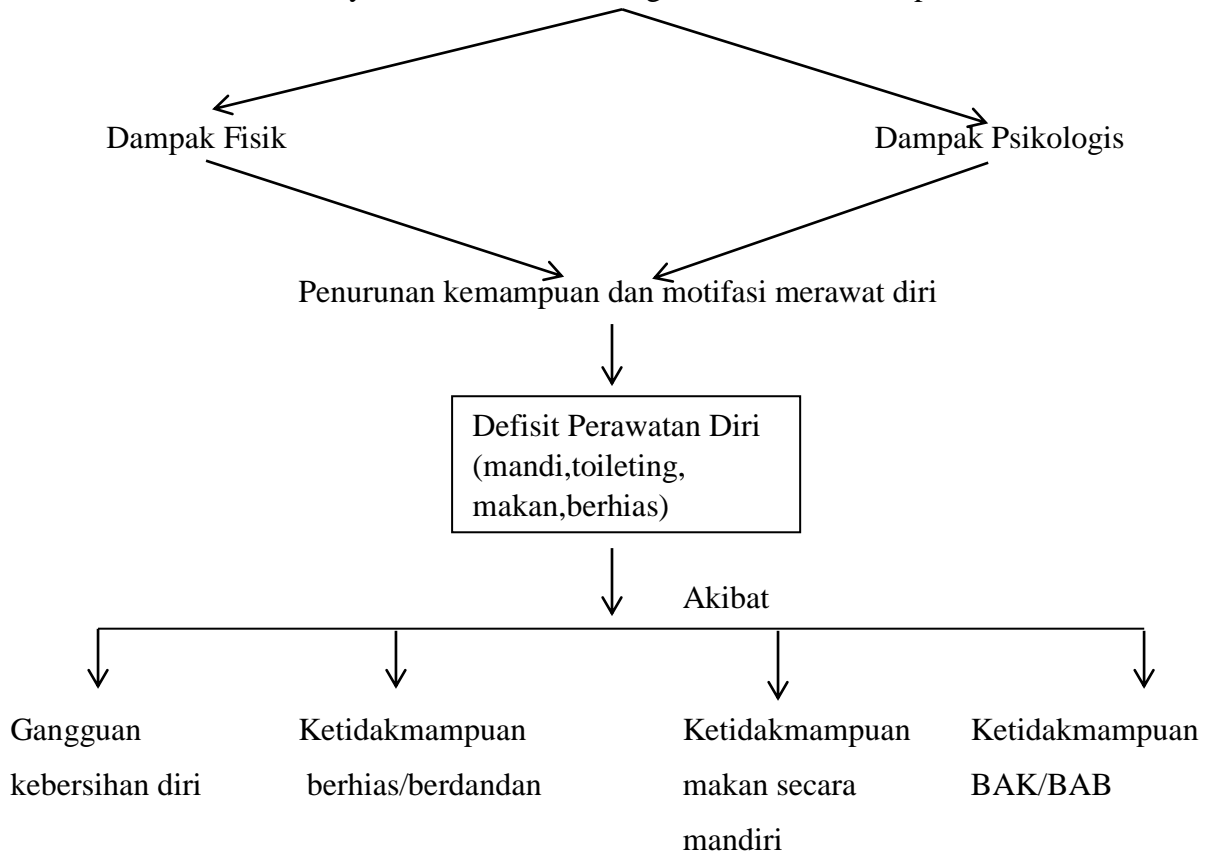 Dampak Fisik
Dampak Psikologis
Penurunan kemampuan dan motifasi merawat diri
Defisit Perawatan Diri
(mandi,toileting,
makan,berhias)
Akibat
Gangguan
kebersihan diri
Ketidakmampuan
berhias/berdandan
Ketidakmampuan
makan secara
mandiri
Ketidakmampuan
BAK/BAB